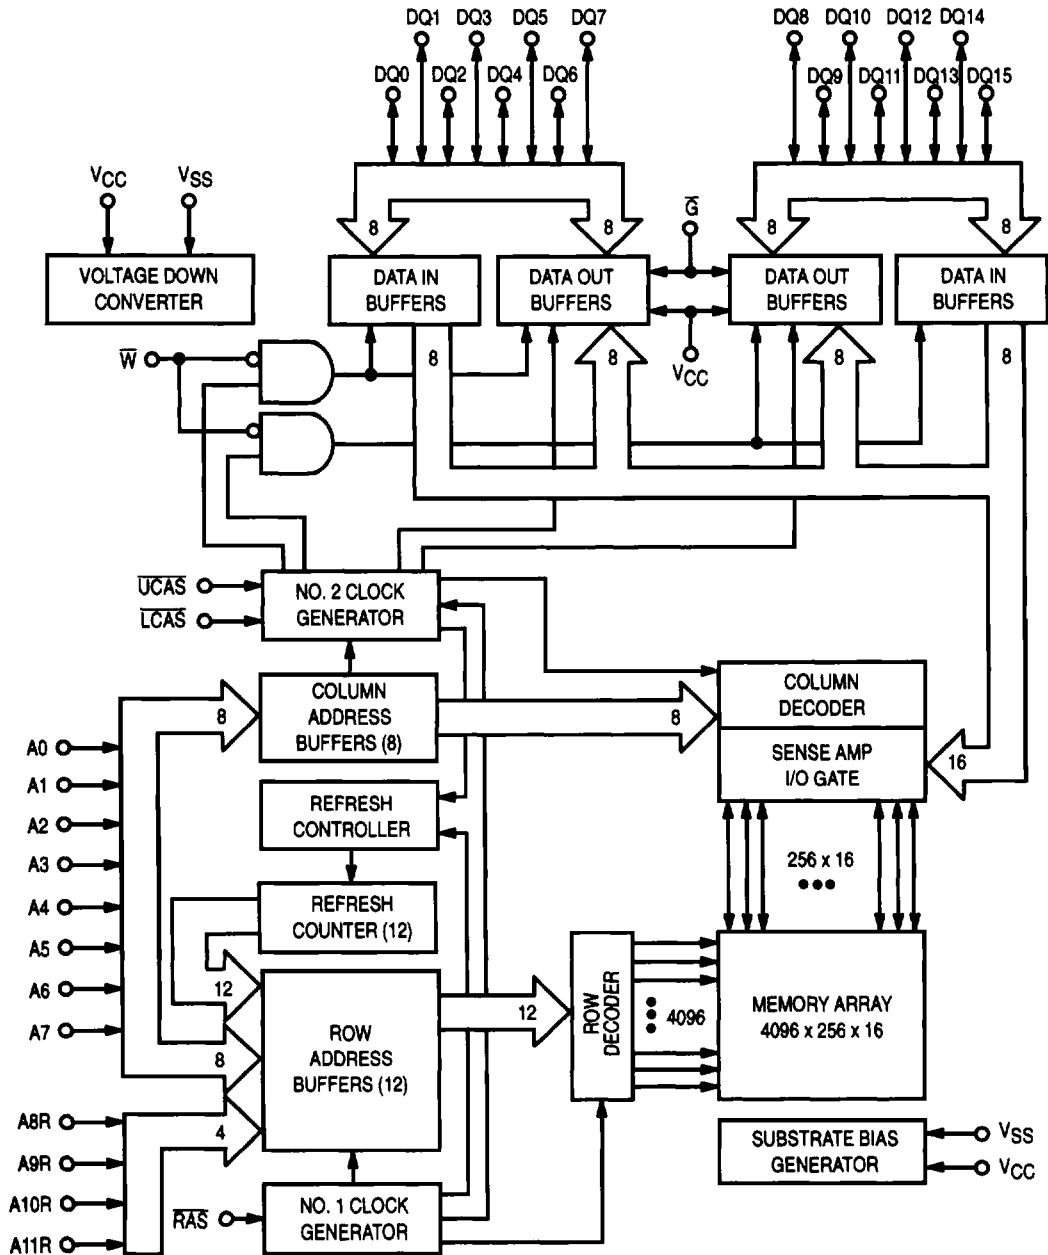 DQ1 DQ3 DQ5 DQ7
DQ8 DQ10 DQ12 DQ14
DQ0 DQ2 DQ4 DQ6
DQ9 DQ11 DQ13 DQ15
VCC
VSS
8
8
G
8
8
VOLTAGE DOWN
CONVERTER
DATA IN
BUFFERS
DATA OUT
BUFFERS
DATA OUT
BUFFERS
DATA IN
BUFFERS
W
8
8
VCC
8
8
UCAS
LCAS
NO. 2 CLOCK
GENERATOR
8
COLUMN
ADDRESS
BUFFERS (8)
8
COLUMN
DECODER
SENSE AMP
I/O GATE
16
A0
A1
A2
A3
A4
A5
A6
A7
REFRESH
CONTROLLER
REFRESH
COUNTER (12)
256 x 16
12
8
4
ROW
ADDRESS
BUFFERS (12)
12
ROW
DECODER
4096
MEMORY ARRAY
4096 x 256 x 16
A8R
A9R
A10R
A11R
RAS
NO. 1 CLOCK
GENERATOR
SUBSTRATE BIAS
GENERATOR
VSS
VCC